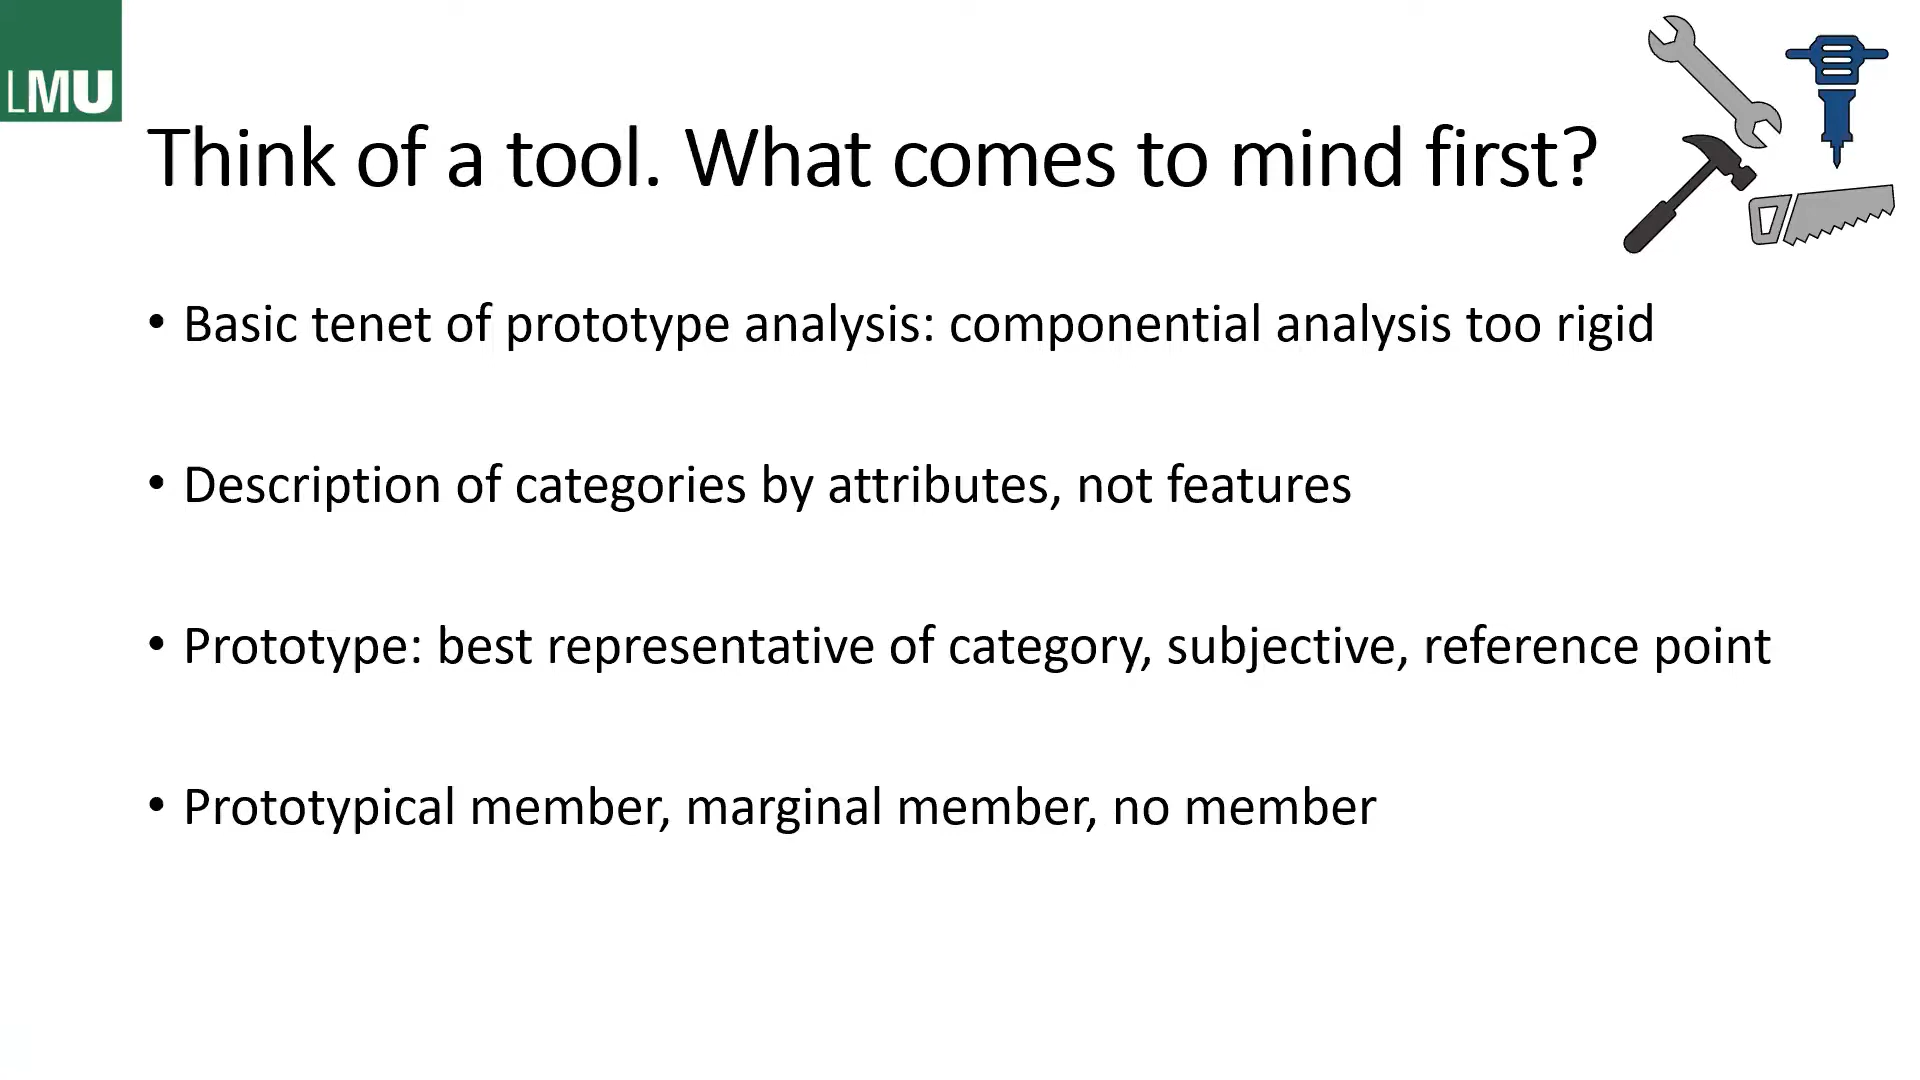 LMU
Think of a tool. What comes to mind first?
• Basic tenet of prototype analysis: componential analysis too rigid
• Description of categories by attributes, not features
• Prototype: best representative of category, subjective, reference point
• Prototypical member, marginal member, no member